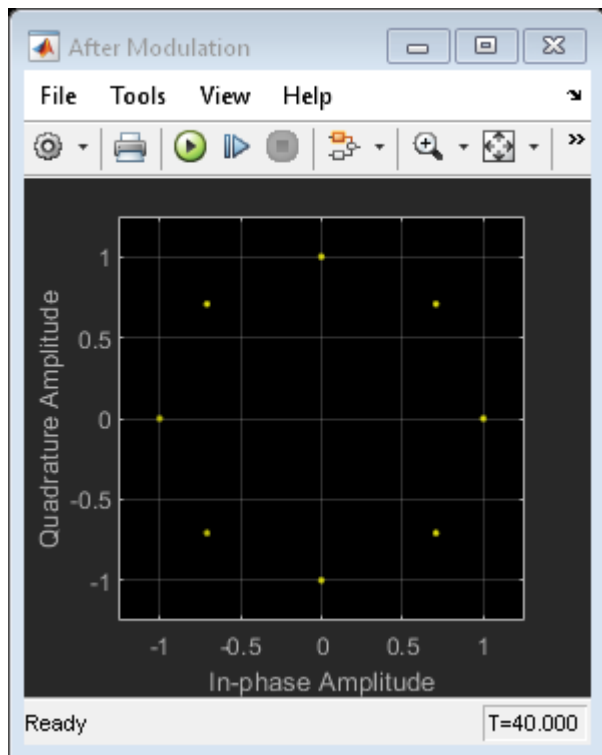 After Modulation
File Tools View Help
1
0.5
0
-0.5
-1
Quadrature Amplitude
-1 -0.5 0 0.5 1
In-phase Amplitude
Ready T=40.000